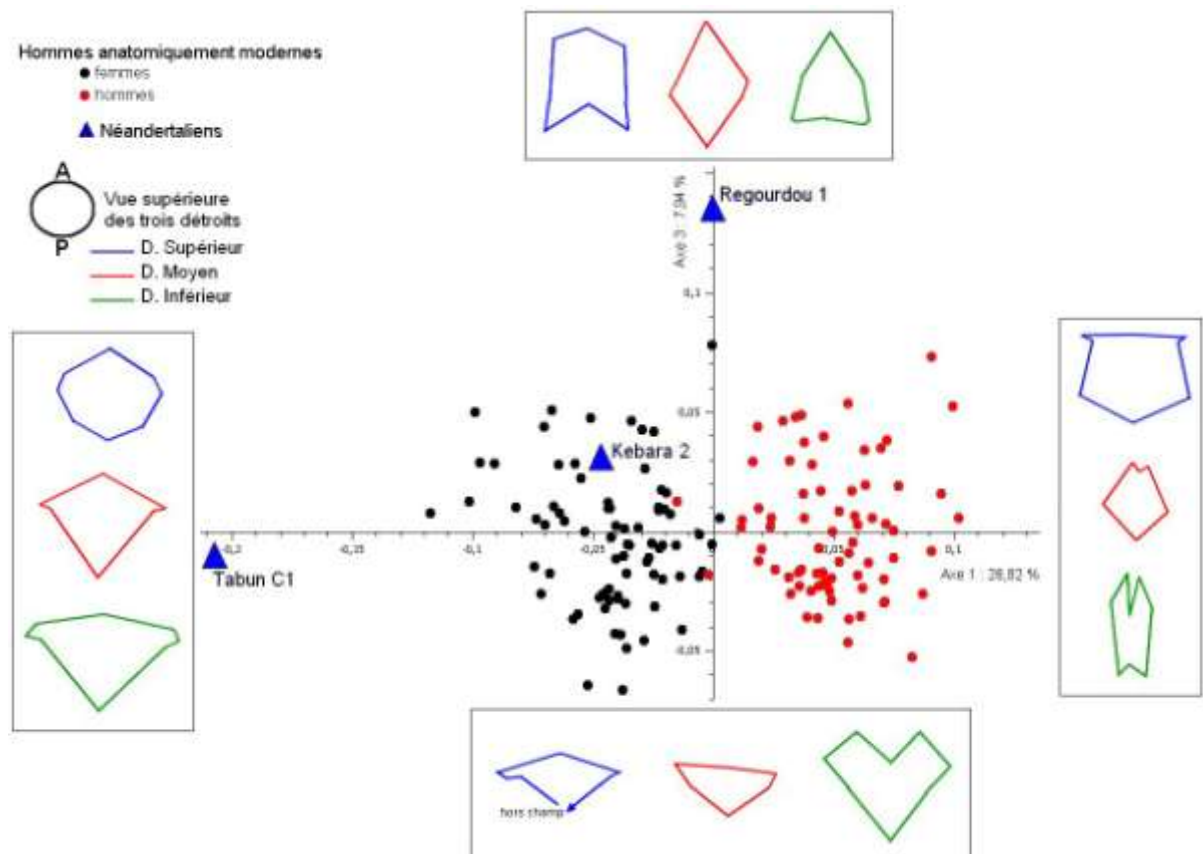 Hommes anatomiquement modernes
femmes
hommes
Néandertaliens
A
P
Vue supérieure
des trois détroits
D. Supérieur
D. Moyen
D. Inférieur
Regourdou 1
Axe 3 : 7,94 %
0,1
0,05
Kebara 2
-0,2
-0,15
-0,1
-0,05
0
0,05
0,1
Axe 1 : 26,82 %
Tabun C1
-0,05
hors champ